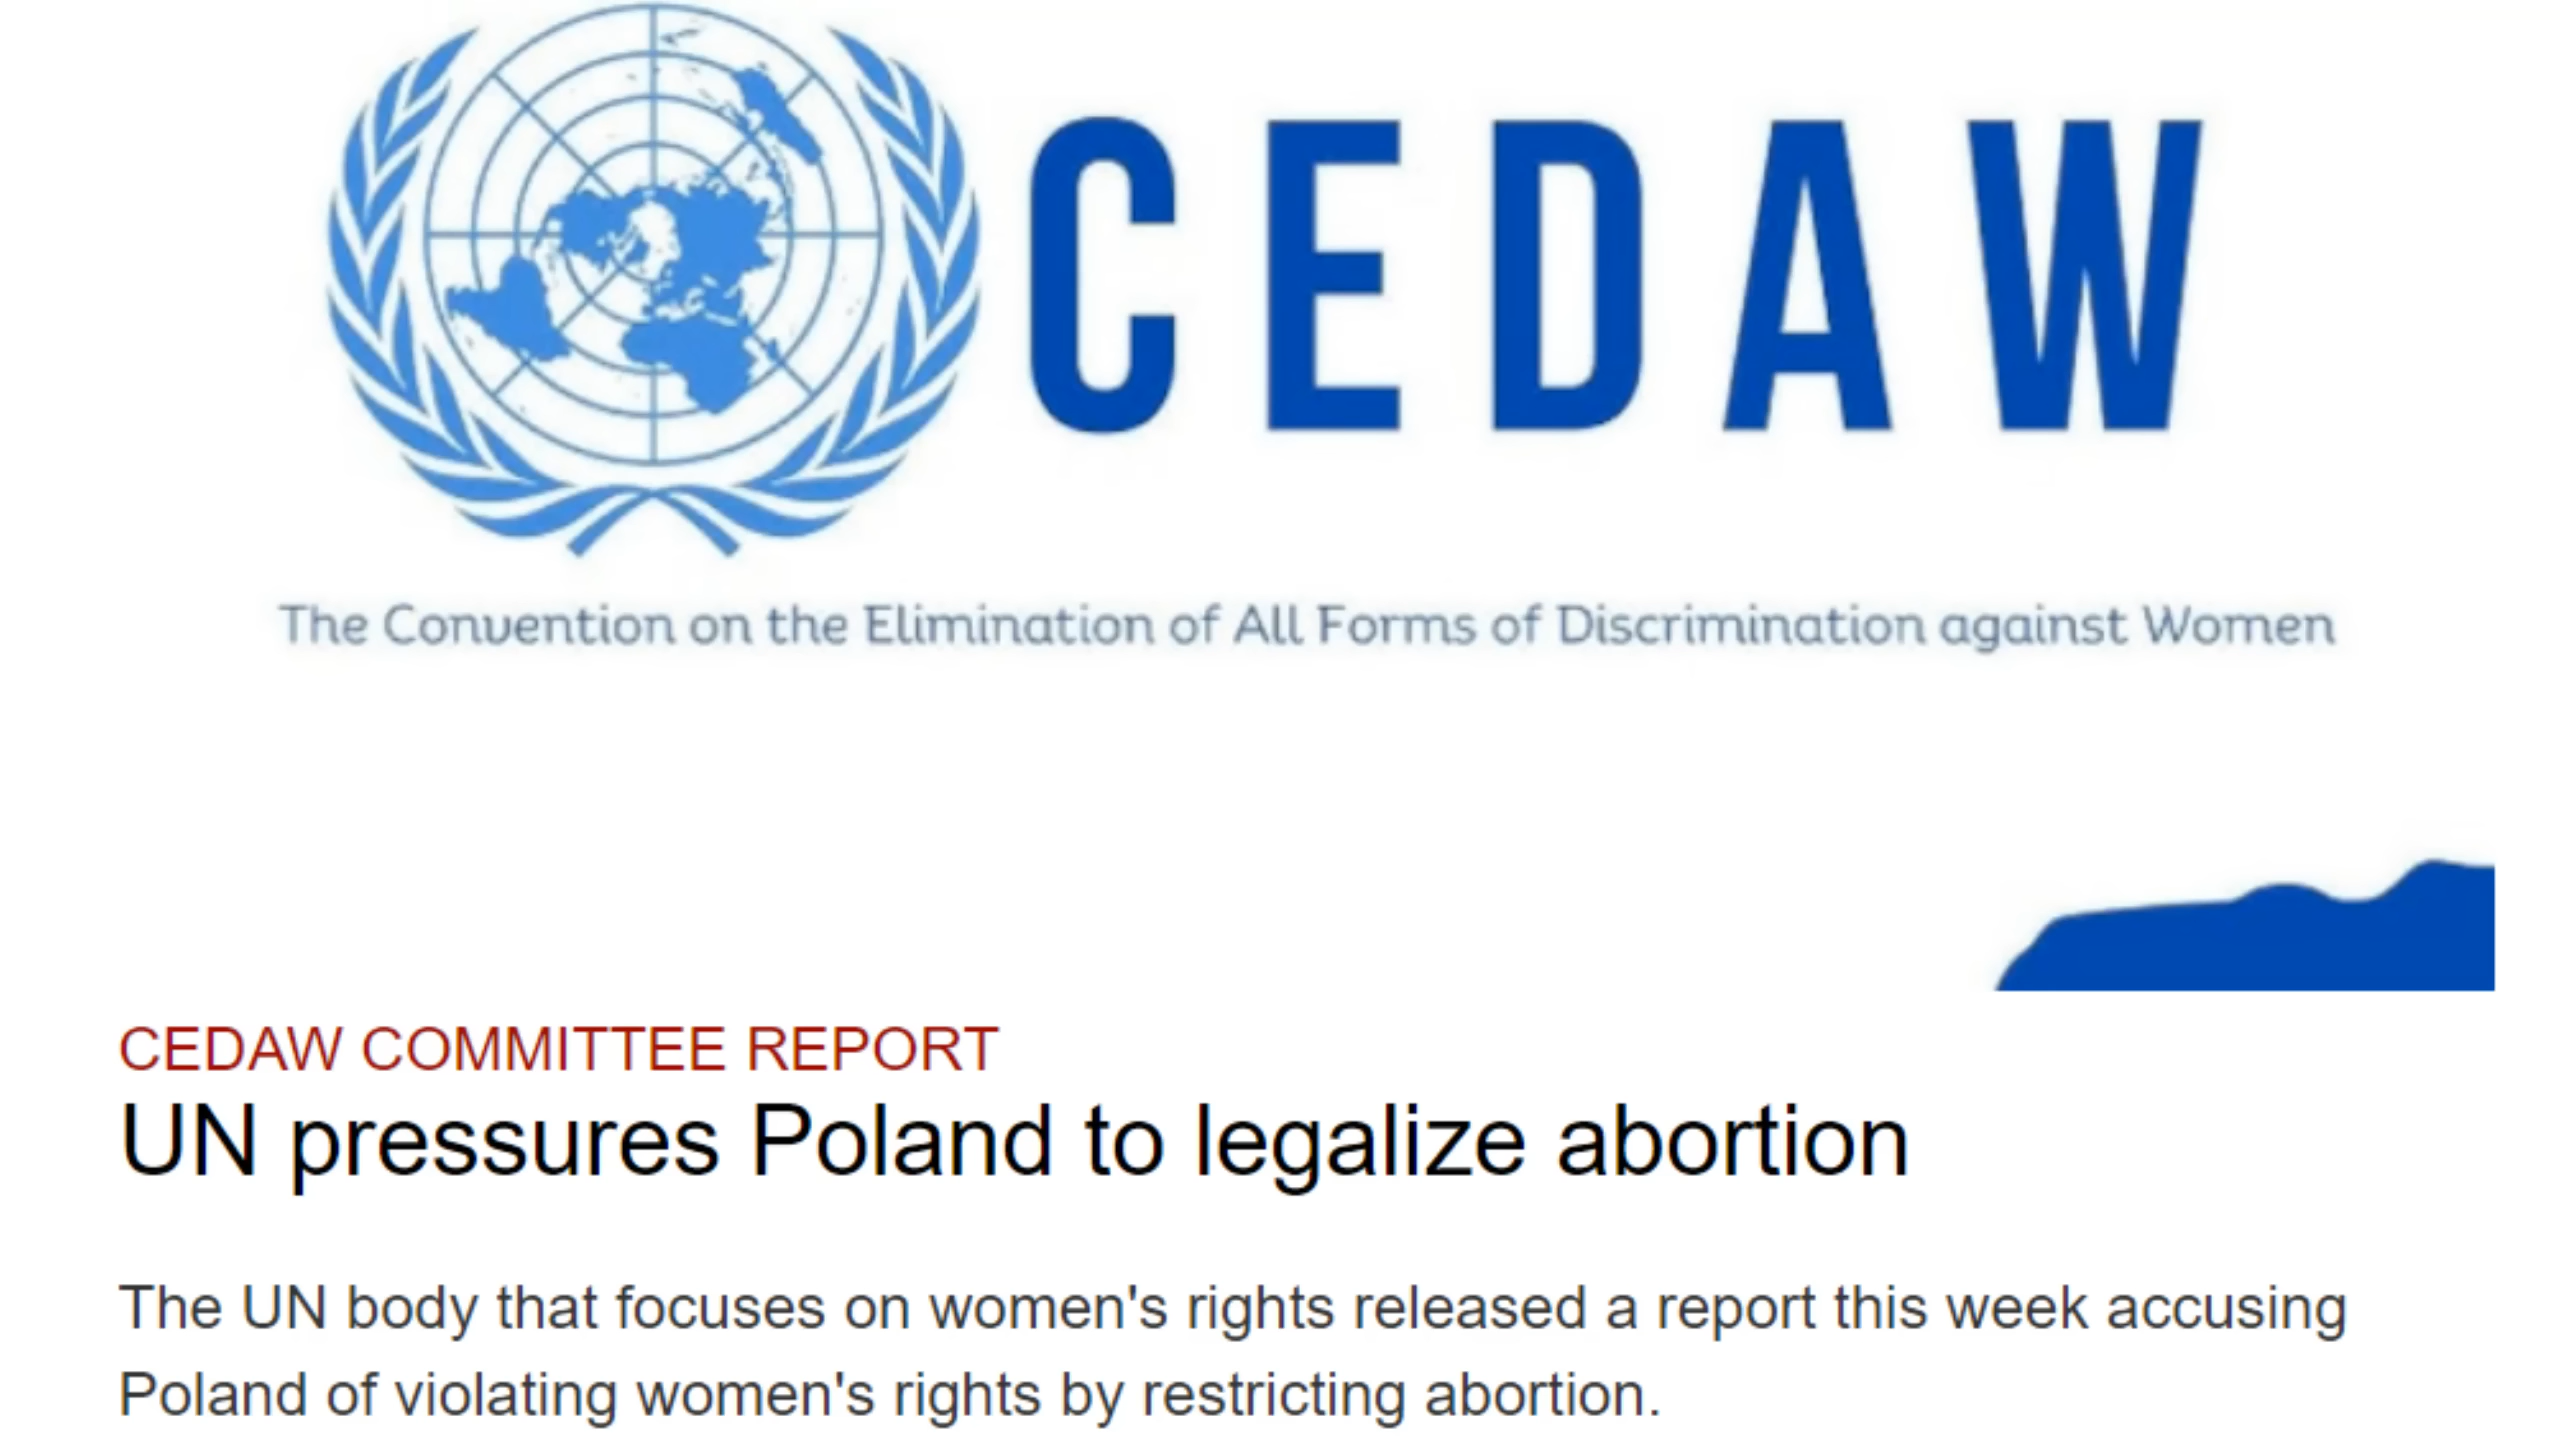 CEDAW
The Convention on the Elimination of All Forms of Discrimination against Women
CEDAW COMMITTEE REPORT
UN pressures Poland to legalize abortion
The UN body that focuses on women's rights released a report this week accusing
Poland of violating women's rights by restricting abortion.